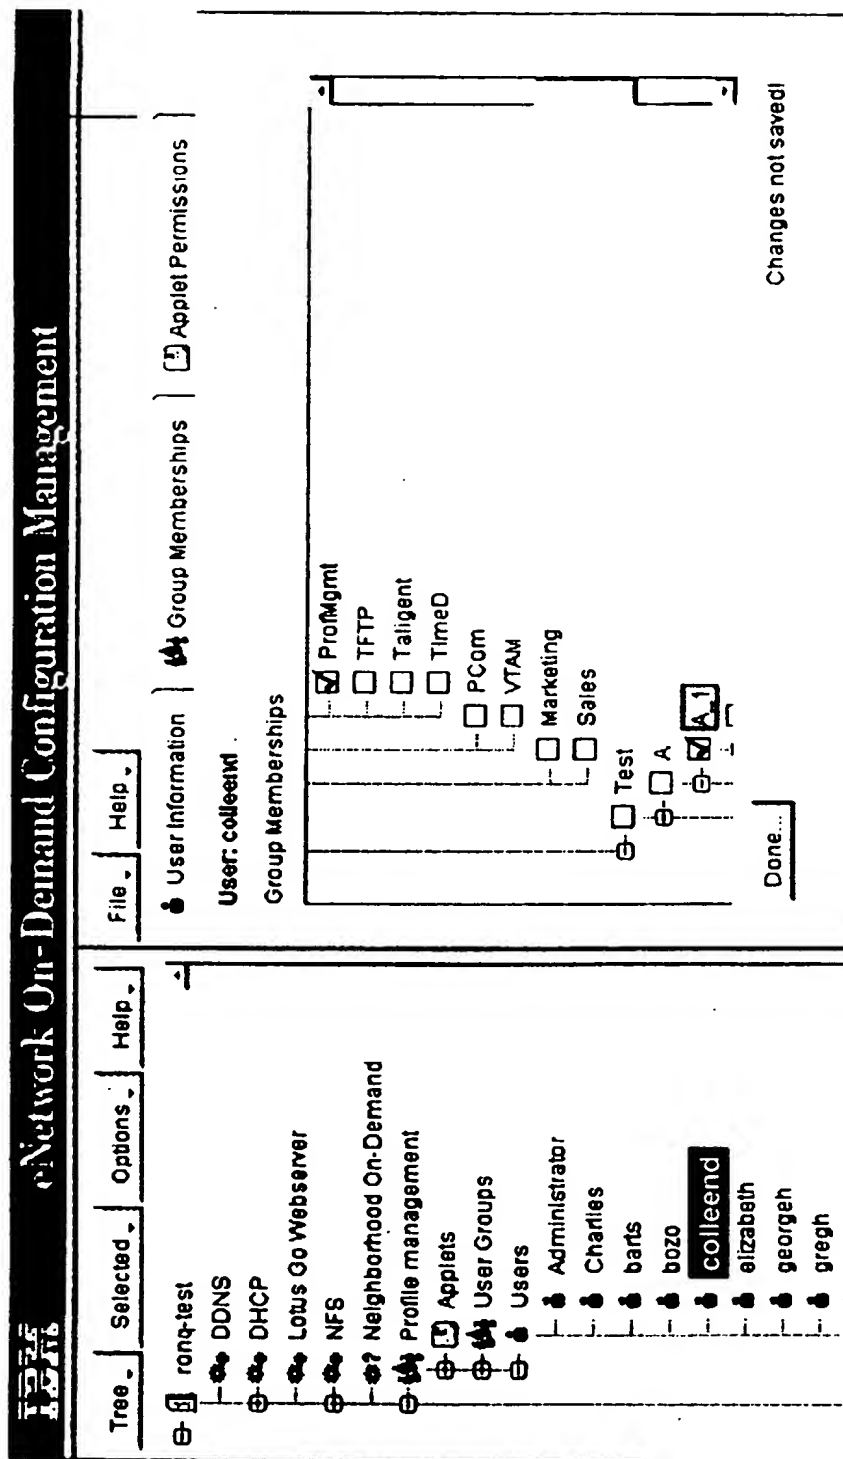 IBM eNetwork On-Demand Configuration Management
Tree Selected Options Help
ronq-test
DDNS
DHCP
Lotus Go Webserver
NFS
Neighborhood On-Demand
Profile management
Applets
User Groups
Users
Administrator
Charlies
barts
bozo
colleend
elizabeth
georgeh
gregh
File Help
User Information Group Memberships Applet Permissions
User: colleend
Group Memberships
ProfMgmt
TFTP
Taligent
TimeD
PCom
VTAM
Marketing
Sales
Test
A
A_1
Done... Changes not saved!